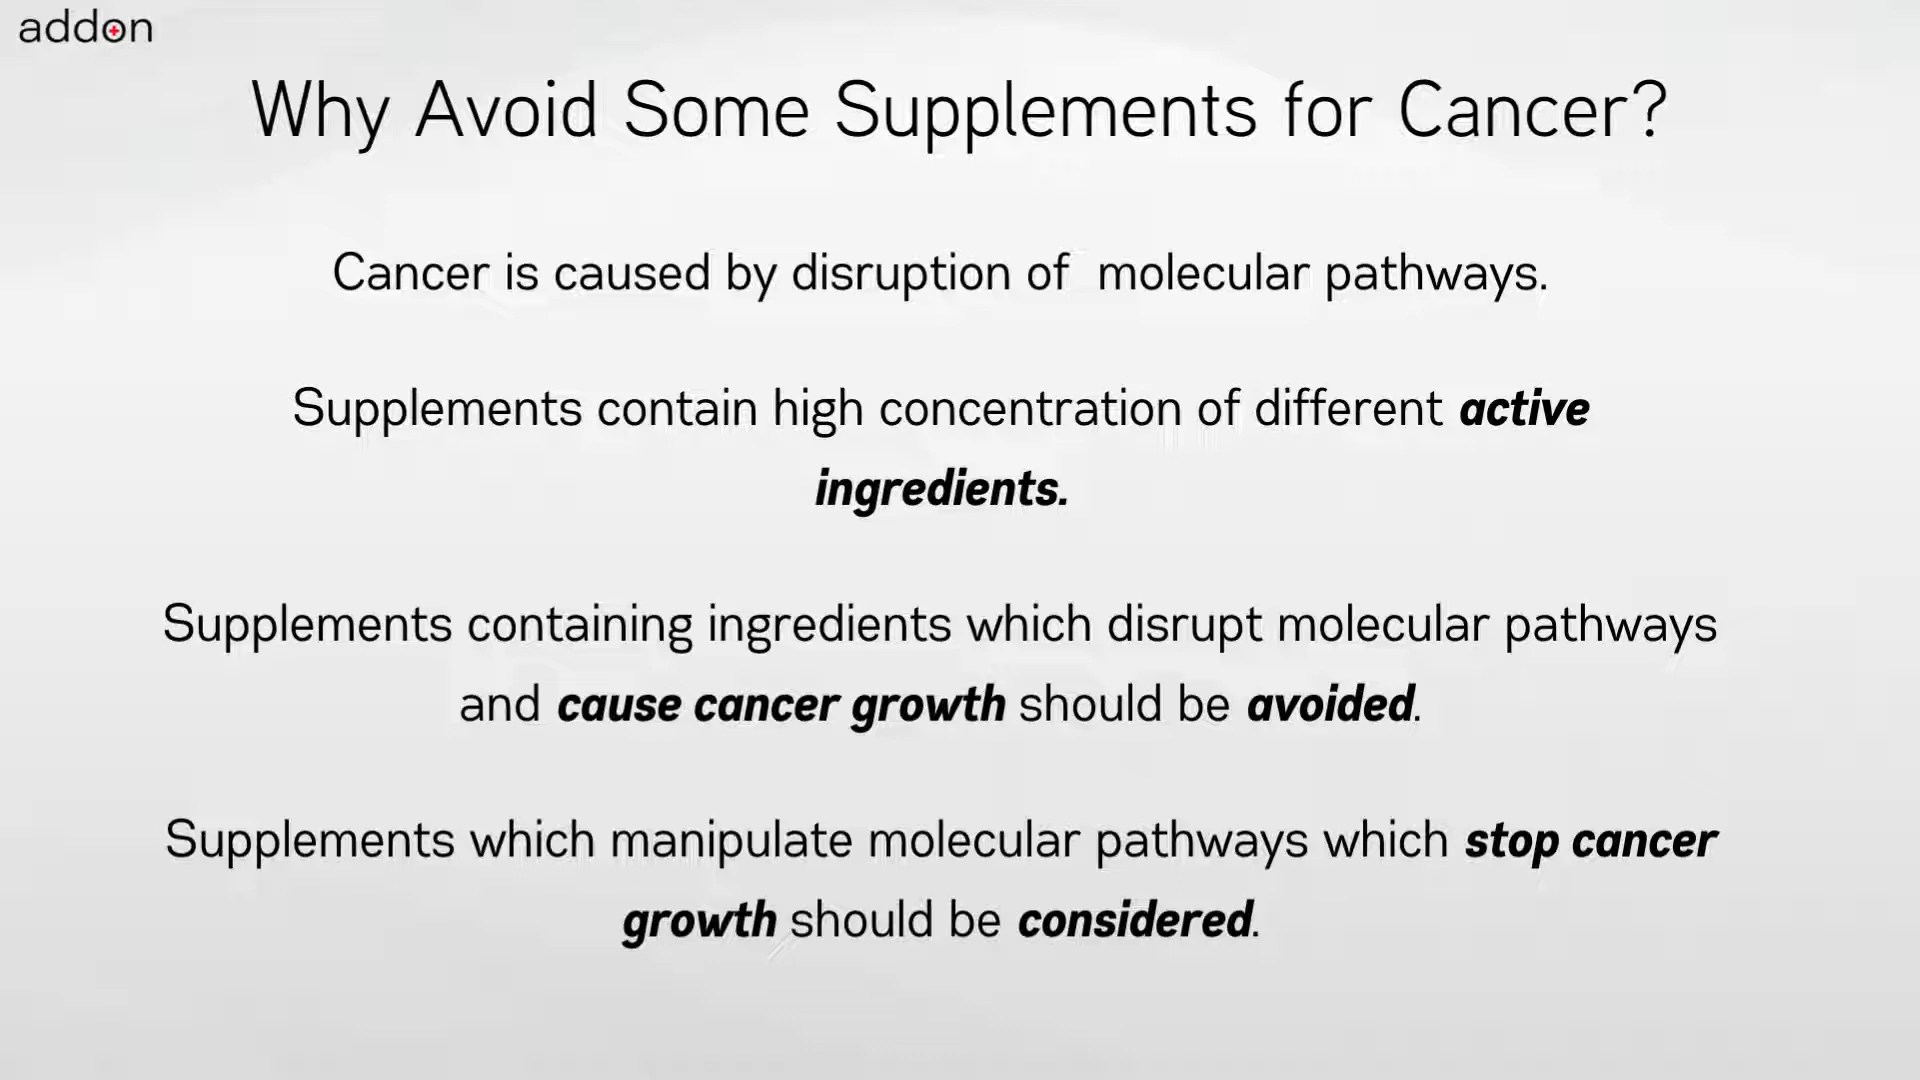 addon
Why Avoid Some Supplements for Cancer?
Cancer is caused by disruption of  molecular pathways.
Supplements contain high concentration of different active
ingredients.
Supplements containing ingredients which disrupt molecular pathways
and cause cancer growth should be avoided.
Supplements which manipulate molecular pathways which stop cancer
growth should be considered.